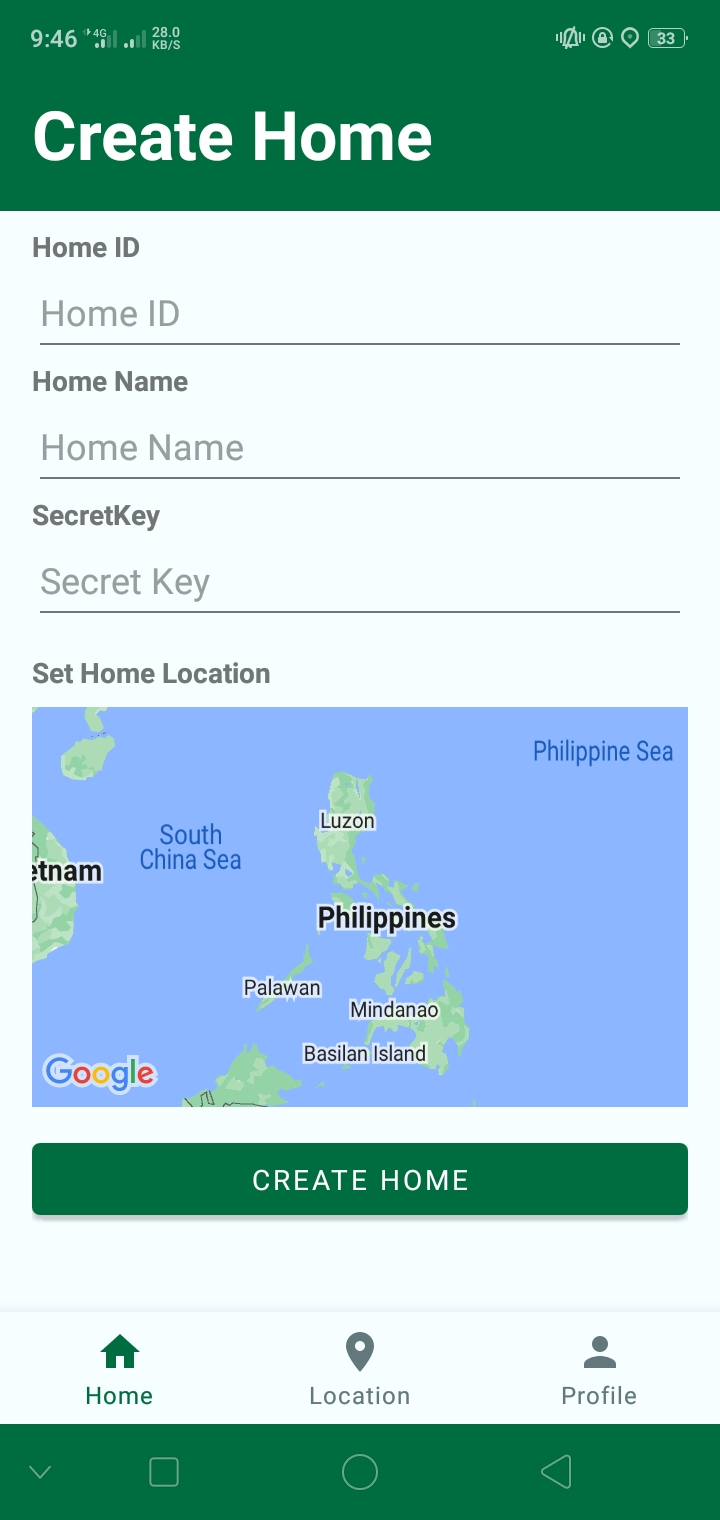 9:46 4G 28.0 KB/S 33
Create Home
Home ID
Home ID
Home Name
Home Name
SecretKey
Secret Key
Set Home Location
Philippine Sea
Luzon
South
China Sea
etnam
Philippines
Palawan
Mindanao
Basilan Island
Google
CREATE HOME
Home Location Profile